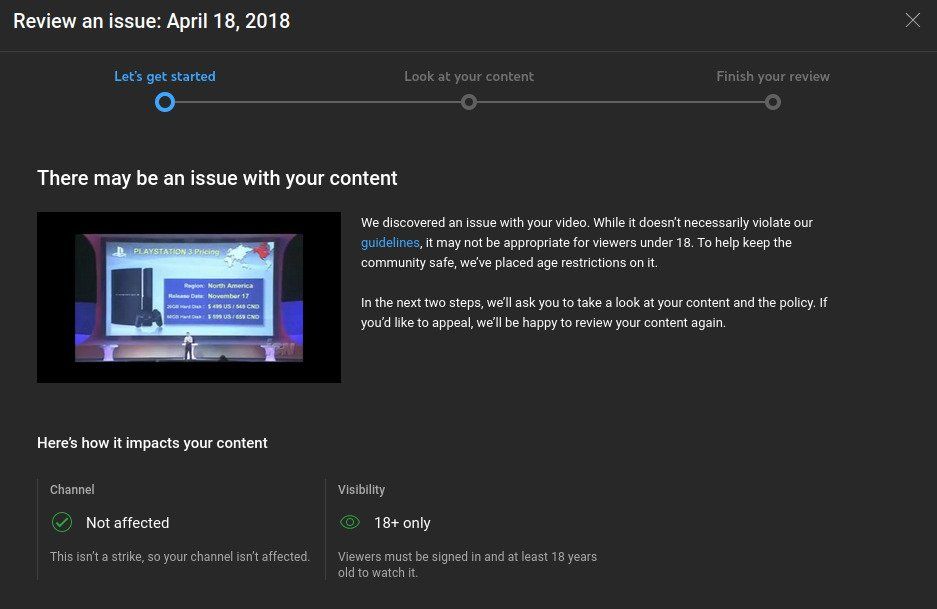 Review an issue: April 18, 2018
Let's get started
Look at your content
Finish your review
There may be an issue with your content
PLAYSTATION 3 Pricing
Region: North America
Release Date: November 17
20GB Hard Disk: $ 499 US / 549 CND
60GB Hard Disk: $ 599 US / 659 CND
We discovered an issue with your video. While it doesn't necessarily violate our
guidelines, it may not be appropriate for viewers under 18. To help keep the
community safe, we've placed age restrictions on it.
In the next two steps, we'll ask you to take a look at your content and the policy. If
you'd like to appeal, we'll be happy to review your content again.
Here's how it impacts your content
Channel
Not affected
This isn't a strike, so your channel isn't affected.
Visibility
18+ only
Viewers must be signed in and at least 18 years
old to watch it.